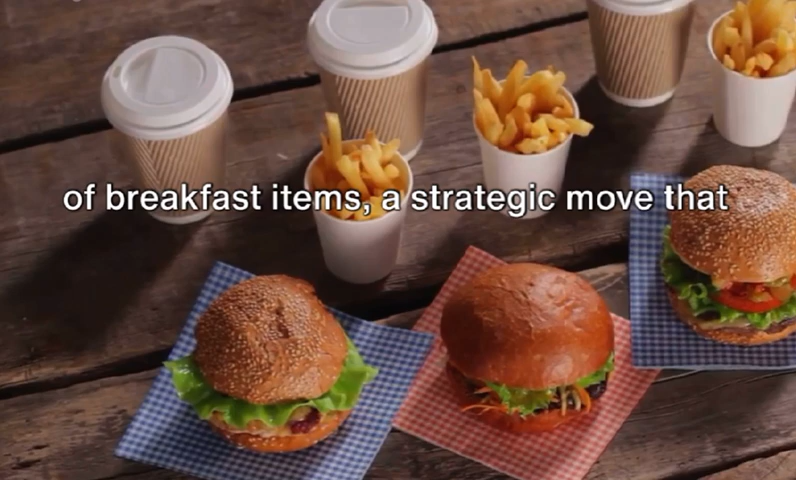 of breakfast items, a strategic move that